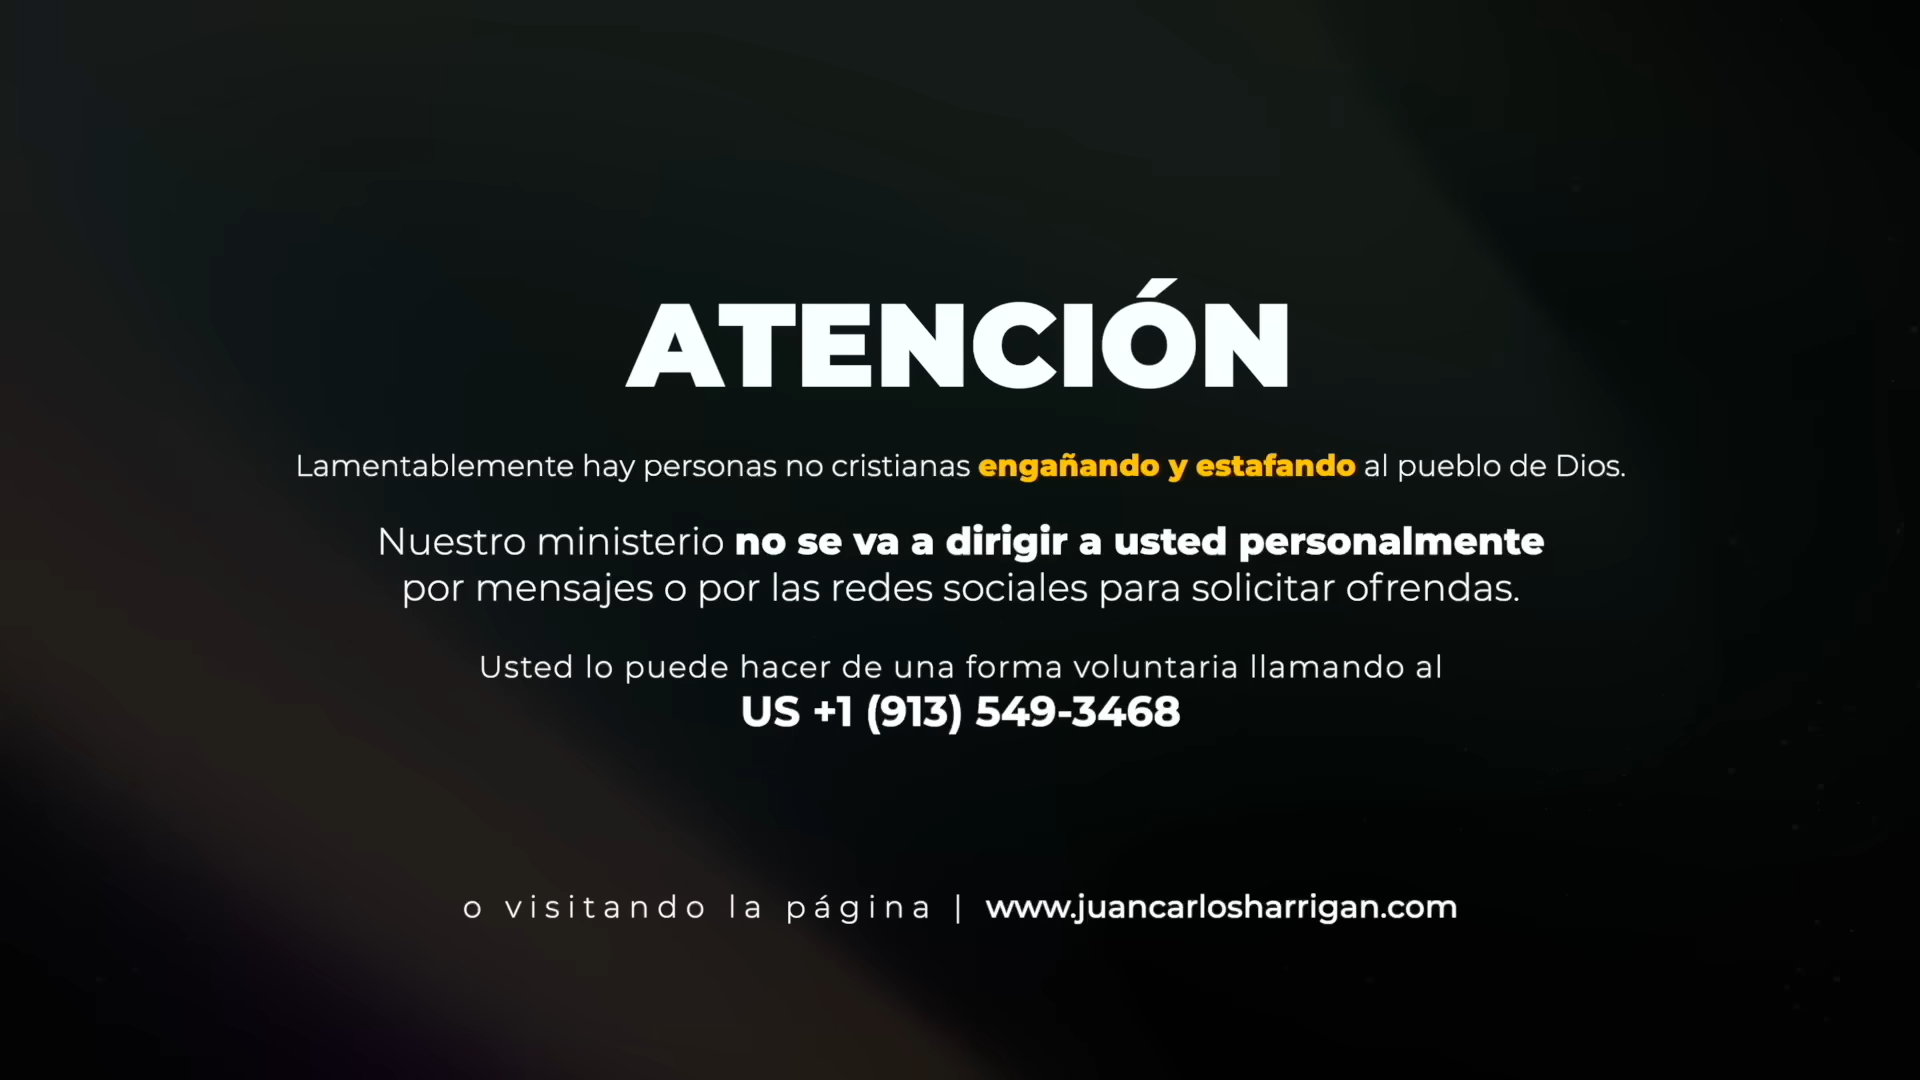 ATENCIÓN
Lamentablemente hay personas no cristianas engañando y estafando al pueblo de Dios.
Nuestro ministerio no se va a dirigir a usted personalmente
por mensajes o por las redes sociales para solicitar ofrendas.
Usted lo puede hacer de una forma voluntaria llamando al
US +1 (913) 549-3468
o visitando la página | www.juancarlosharrigan.com